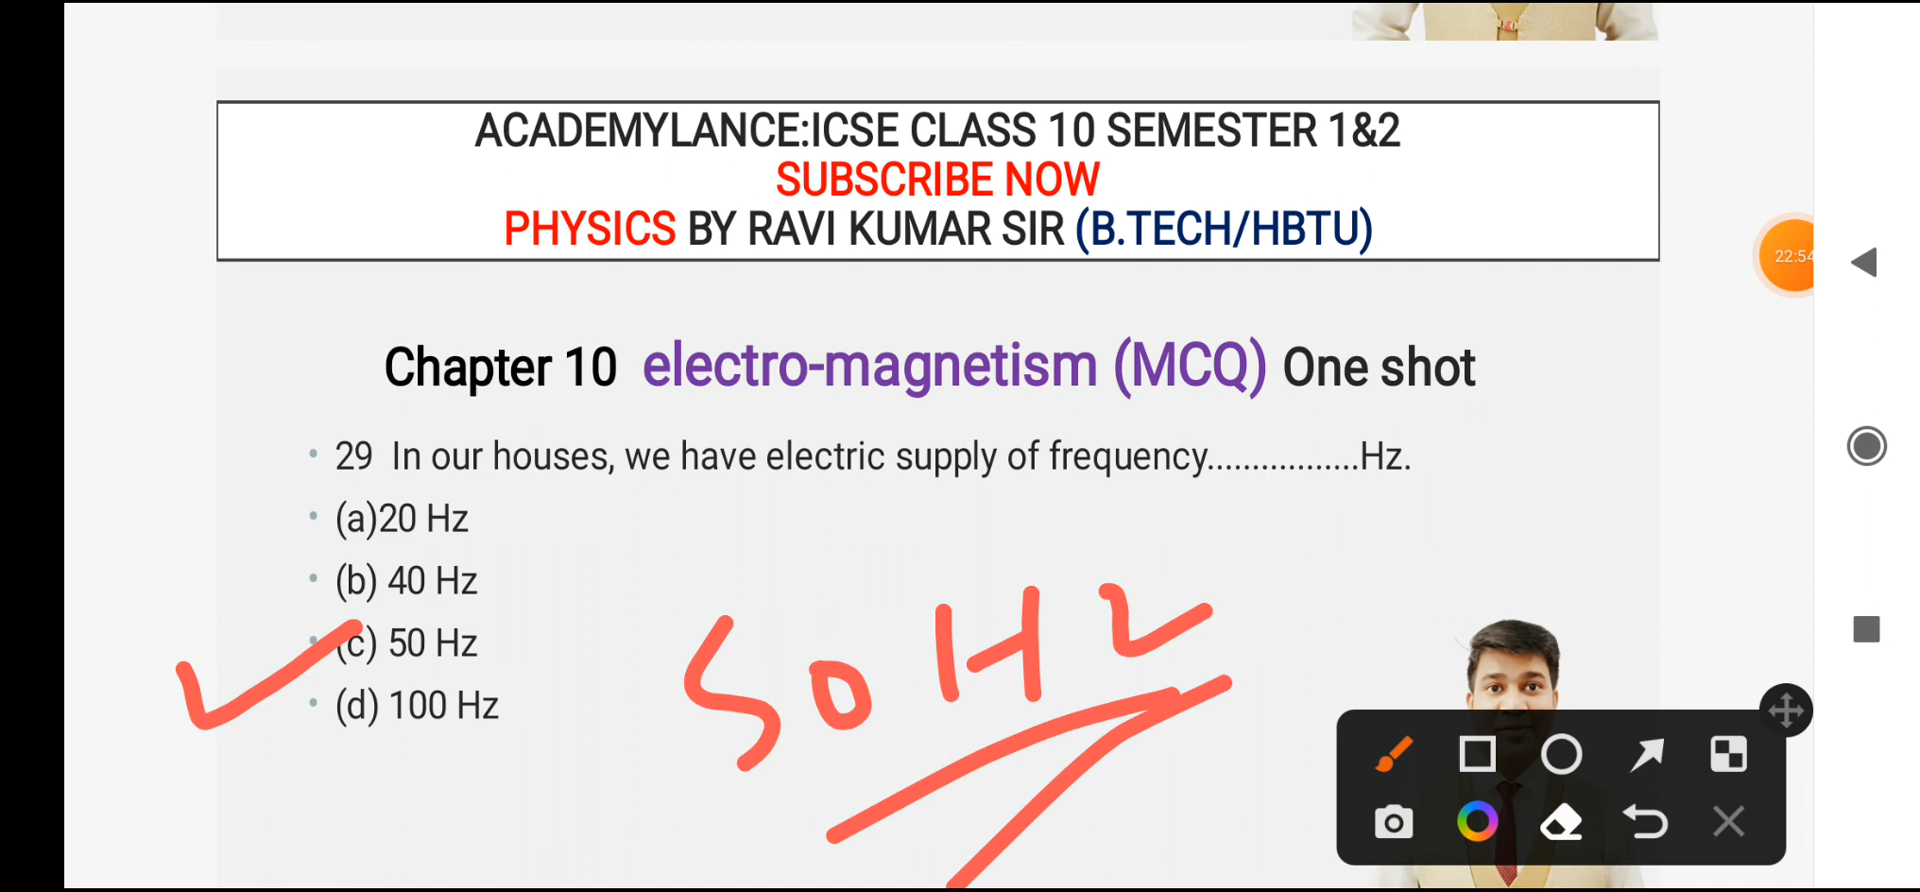 ACADEMYLANCE:ICSE CLASS 10 SEMESTER 1&2
SUBSCRIBE NOW
PHYSICS BY RAVI KUMAR SIR (B.TECH/HBTU)
22:54
Chapter 10 electro-magnetism (MCQ) One shot
• 29 In our houses, we have electric supply of frequency.................Hz.
• (a)20 Hz
• (b) 40 Hz
• (c) 50 Hz
• (d) 100 Hz
50 Hz